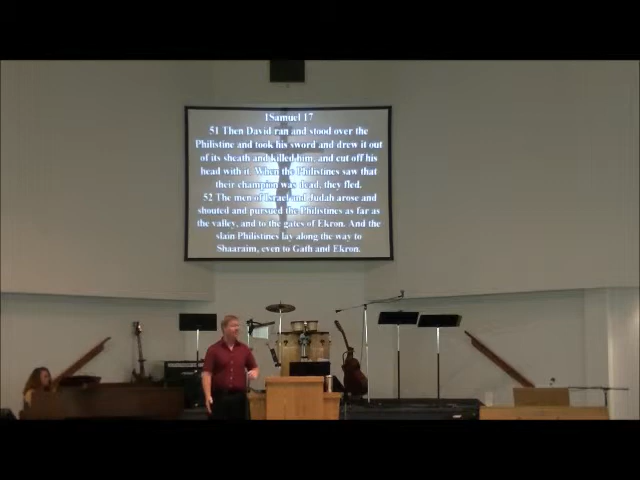 1Samuel 17
51 Then David ran and stood over the
Philistine and took his sword and drew it out
of its sheath and killed him, and cut off his
head with it. When the Philistines saw that
their champion was dead, they fled.
52 The men of Israel and Judah arose and
shouted and pursued the Philistines as far as
the valley, and to the gates of Ekron. And the
slain Philistines lay along the way to
Shaaraim, even to Gath and Ekron.